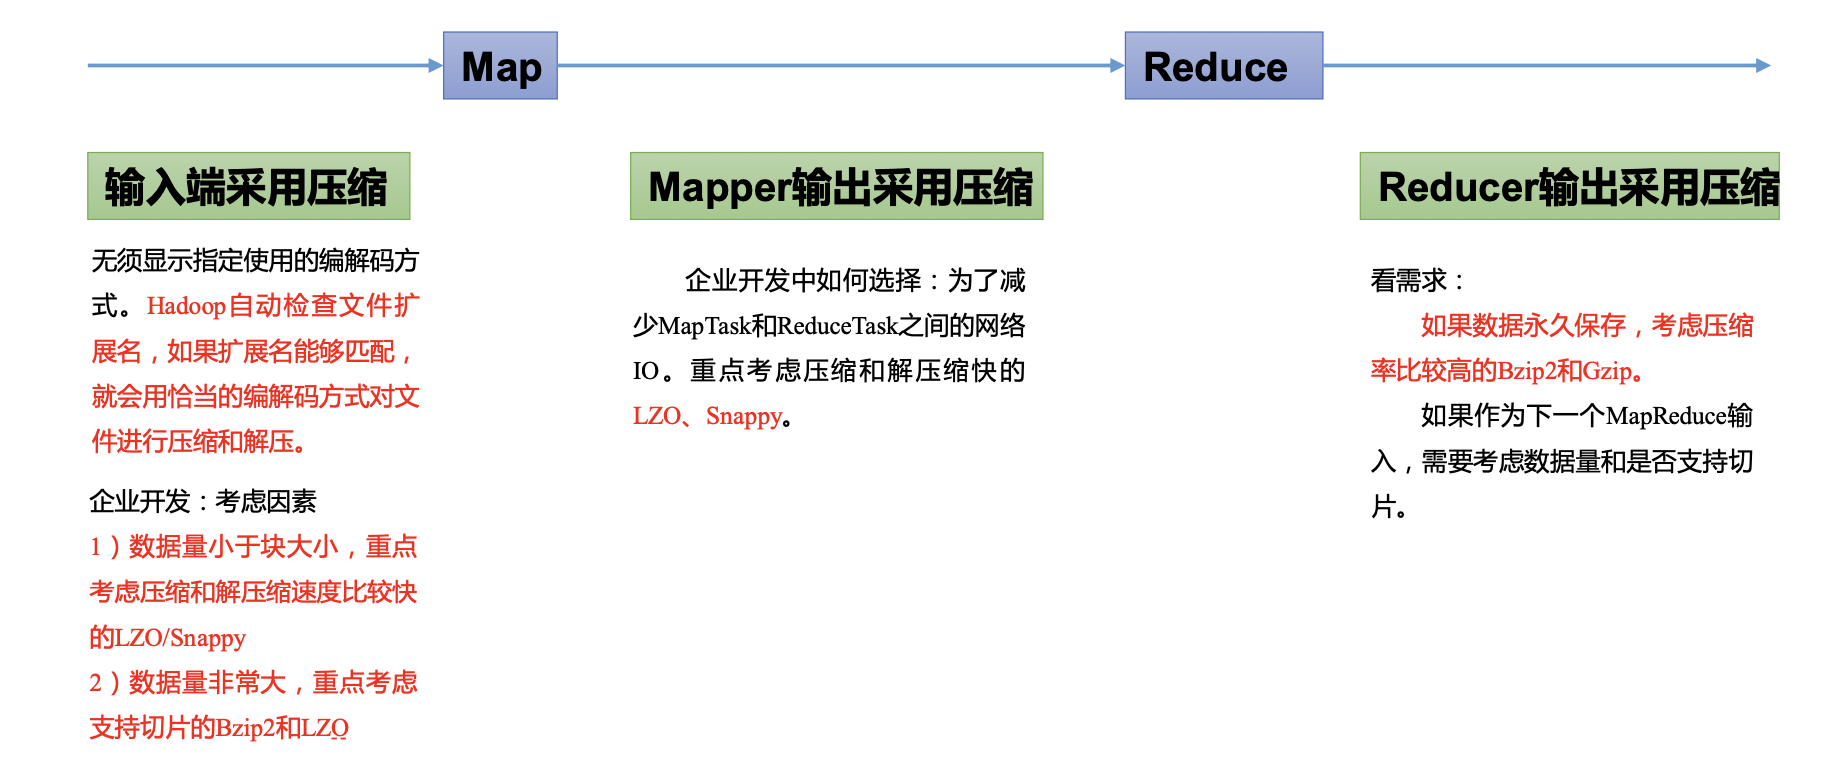 Map
Reduce
输入端采用压缩
无须显示指定使用的编解码方
式。Hadoop自动检查文件扩
展名，如果扩展名能够匹配，
就会用恰当的编解码方式对文
件进行压缩和解压。
企业开发：考虑因素
1）数据量小于块大小，重点
考虑压缩和解压缩速度比较快
的LZO/Snappy
2）数据量非常大，重点考虑
支持切片的Bzip2和LZO
Mapper输出采用压缩
企业开发中如何选择：为了减
少MapTask和ReduceTask之间的网络
IO。重点考虑压缩和解压缩快的
LZO、Snappy。
Reducer输出采用压缩
看需求：
如果数据永久保存，考虑压缩
率比较高的Bzip2和Gzip。
如果作为下一个MapReduce输
入，需要考虑数据量和是否支持切
片。